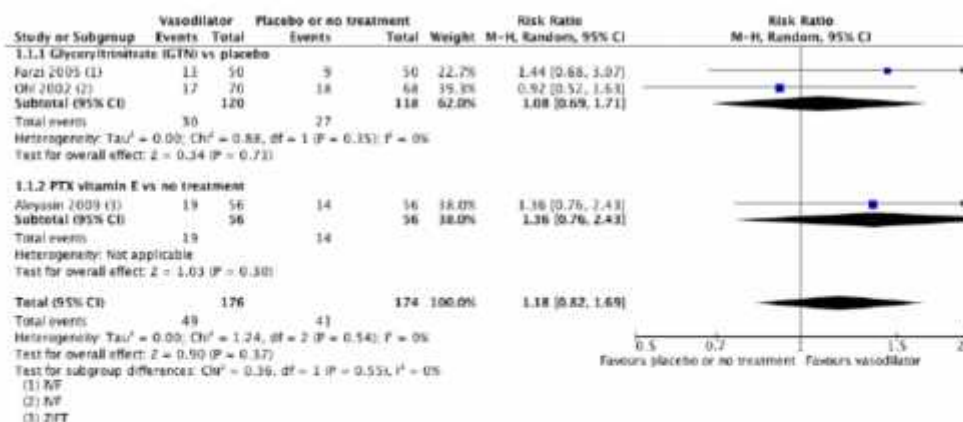 Vasodilator Placebo or no treatment Risk Ratio Risk Ratio
Study or Subgroup Events Total Events Total Weight M-H, Random, 95% CI M-H, Random, 95% CI
1.1.1 Glyceryltrinitrate (GTN) vs placebo
Farzi 2005 (1) 13 50 9 50 22.7% 1.44 [0.68, 3.07]
Ohl 2002 (2) 17 70 18 68 39.3% 0.92 [0.52, 1.63]
Subtotal (95% CI) 120 118 62.0% 1.08 [0.69, 1.71]
Total events 30 27
Heterogeneity: Tau² = 0.00; Chi² = 0.88, df = 1 (P = 0.35); I² = 0%
Test for overall effect: Z = 0.34 (P = 0.73)
1.1.2 PTX vitamin E vs no treatment
Aleyasin 2009 (3) 19 56 14 56 38.0% 1.36 [0.76, 2.43]
Subtotal (95% CI) 56 56 38.0% 1.36 [0.76, 2.43]
Total events 19 14
Heterogeneity: Not applicable
Test for overall effect: Z = 1.03 (P = 0.30)
Total (95% CI) 176 174 100.0% 1.18 [0.82, 1.69]
Total events 49 41
Heterogeneity: Tau² = 0.00; Chi² = 1.24, df = 2 (P = 0.54); I² = 0%
Test for overall effect: Z = 0.90 (P = 0.37)
Test for subgroup differences: Chi² = 0.36, df = 1 (P = 0.55), I² = 0%
0.5 0.7 1 1.5 2
Favours placebo or no treatment Favours vasodilator
(1) IVF
(2) IVF
(3) ZIFT